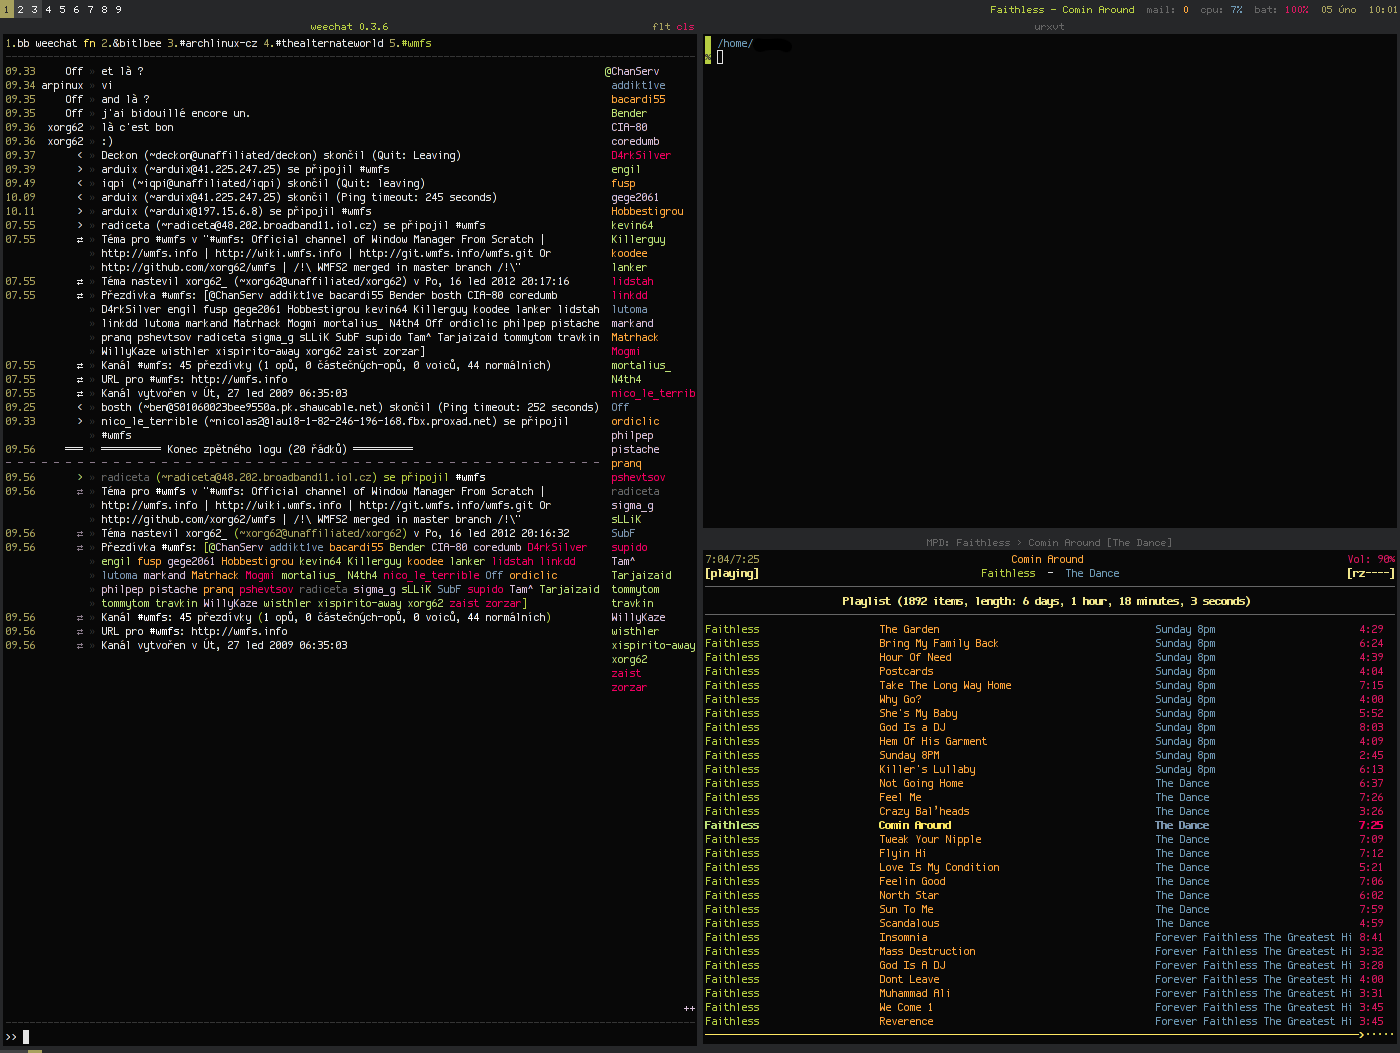 1 2 3 4 5 6 7 8 9
Faithless - Comin Around mail: 0 cpu: 7% bat: 100% 05 úno 10:01
weechat 0.3.6 flt cls
1.bb weechat fn 2.&bitlbee 3.#archlinux-cz 4.#thealternateworld 5.#wmfs
09.33 Off » et là ?
09.34 arpinux » vi
09.35 Off » and là ?
09.35 Off » j'ai bidouillé encore un.
09.36 xorg62 » là c'est bon
09.36 xorg62 » :)
09.37 < » Deckon (~deckon@unaffiliated/deckon) skončil (Quit: Leaving)
09.39 > » arduix (~arduix@41.225.247.25) se připojil #wmfs
09.49 < » iqpi (~iqpi@unaffiliated/iqpi) skončil (Quit: leaving)
10.09 < » arduix (~arduix@41.225.247.25) skončil (Ping timeout: 245 seconds)
10.11 > » arduix (~arduix@197.15.6.8) se připojil #wmfs
07.55 > » radiceta (~radiceta@48.202.broadband11.iol.cz) se připojil #wmfs
07.55 ⇄ » Téma pro #wmfs v "#wmfs: Official channel of Window Manager From Scratch |
» http://wmfs.info | http://wiki.wmfs.info | http://git.wmfs.info/wmfs.git Or
» http://github.com/xorg62/wmfs | /!\ WMFS2 merged in master branch /!\"
07.55 ⇄ » Téma nastevil xorg62_ (~xorg62@unaffiliated/xorg62) v Po, 16 led 2012 20:17:16
07.55 ⇄ » Přezdívka #wmfs: [@ChanServ addikt1ve bacardi55 Bender bosth CIA-80 coredumb
» D4rkSilver engil fusp gege2061 Hobbestigrou kevin64 Killerguy koodee lanker lidstah
» linkdd lutoma markand Matrhack Mogmi mortalius_ N4th4 Off ordiclic philpep pistache
» pranq pshevtsov radiceta sigma_g sLLiK SubF supido Tam^ Tarjaizaid tommytom travkin
» WillyKaze wisthler xispirito-away xorg62 zaist zorzar]
07.55 ⇄ » Kanál #wmfs: 45 přezdívky (1 opů, 0 částečných-opů, 0 voiců, 44 normálních)
07.55 ⇄ » URL pro #wmfs: http://wmfs.info
07.55 ⇄ » Kanál vytvořen v Út, 27 led 2009 06:35:03
09.25 < » bosth (~ben@S01060023bee9550a.pk.shawcable.net) skončil (Ping timeout: 252 seconds)
09.33 > » nico_le_terrible (~nicolas2@lau18-1-82-246-196-168.fbx.proxad.net) se připojil
» #wmfs
09.56 ═══ » ══════════ Konec zpětného logu (20 řádků) ══════════
09.56 > » radiceta (~radiceta@48.202.broadband11.iol.cz) se připojil #wmfs
09.56 ⇄ » Téma pro #wmfs v "#wmfs: Official channel of Window Manager From Scratch |
» http://wmfs.info | http://wiki.wmfs.info | http://git.wmfs.info/wmfs.git Or
» http://github.com/xorg62/wmfs | /!\ WMFS2 merged in master branch /!\"
09.56 ⇄ » Téma nastevil xorg62_ (~xorg62@unaffiliated/xorg62) v Po, 16 led 2012 20:16:32
09.56 ⇄ » Přezdívka #wmfs: [@ChanServ addikt1ve bacardi55 Bender CIA-80 coredumb D4rkSilver
» engil fusp gege2061 Hobbestigrou kevin64 Killerguy koodee lanker lidstah linkdd
» lutoma markand Matrhack Mogmi mortalius_ N4th4 nico_le_terrible Off ordiclic
» philpep pistache pranq pshevtsov radiceta sigma_g sLLiK SubF supido Tam^ Tarjaizaid
» tommytom travkin WillyKaze wisthler xispirito-away xorg62 zaist zorzar]
09.56 ⇄ » Kanál #wmfs: 45 přezdívky (1 opů, 0 částečných-opů, 0 voiců, 44 normálních)
09.56 ⇄ » URL pro #wmfs: http://wmfs.info
09.56 ⇄ » Kanál vytvořen v Út, 27 led 2009 06:35:03
@ChanServ
addikt1ve
bacardi55
Bender
CIA-80
coredumb
D4rkSilver
engil
fusp
gege2061
Hobbestigrou
kevin64
Killerguy
koodee
lanker
lidstah
linkdd
lutoma
markand
Matrhack
Mogmi
mortalius_
N4th4
nico_le_terrib
Off
ordiclic
philpep
pistache
pranq
pshevtsov
radiceta
sigma_g
sLLiK
SubF
supido
Tam^
Tarjaizaid
tommytom
travkin
WillyKaze
wisthler
xispirito-away
xorg62
zaist
zorzar
++
>>
urxvt
/home/
%
MPD: Faithless > Comin Around [The Dance]
7:04/7:25 Comin Around Vol: 90%
[playing] Faithless - The Dance [rz----]
Playlist (1892 items, length: 6 days, 1 hour, 18 minutes, 3 seconds)
Faithless The Garden Sunday 8pm 4:29
Faithless Bring My Family Back Sunday 8pm 6:24
Faithless Hour Of Need Sunday 8pm 4:39
Faithless Postcards Sunday 8pm 4:04
Faithless Take The Long Way Home Sunday 8pm 7:15
Faithless Why Go? Sunday 8pm 4:00
Faithless She's My Baby Sunday 8pm 5:52
Faithless God Is a DJ Sunday 8pm 8:03
Faithless Hem Of His Garment Sunday 8pm 4:09
Faithless Sunday 8PM Sunday 8pm 2:45
Faithless Killer's Lullaby Sunday 8pm 6:13
Faithless Not Going Home The Dance 6:37
Faithless Feel Me The Dance 7:26
Faithless Crazy Bal'heads The Dance 3:26
Faithless Comin Around The Dance 7:25
Faithless Tweak Your Nipple The Dance 7:09
Faithless Flyin Hi The Dance 7:12
Faithless Love Is My Condition The Dance 5:21
Faithless Feelin Good The Dance 7:06
Faithless North Star The Dance 6:02
Faithless Sun To Me The Dance 7:59
Faithless Scandalous The Dance 4:59
Faithless Insomnia Forever Faithless The Greatest Hi 8:41
Faithless Mass Destruction Forever Faithless The Greatest Hi 3:32
Faithless God Is A DJ Forever Faithless The Greatest Hi 3:28
Faithless Dont Leave Forever Faithless The Greatest Hi 4:00
Faithless Muhammad Ali Forever Faithless The Greatest Hi 3:31
Faithless We Come 1 Forever Faithless The Greatest Hi 3:45
Faithless Reverence Forever Faithless The Greatest Hi 3:45